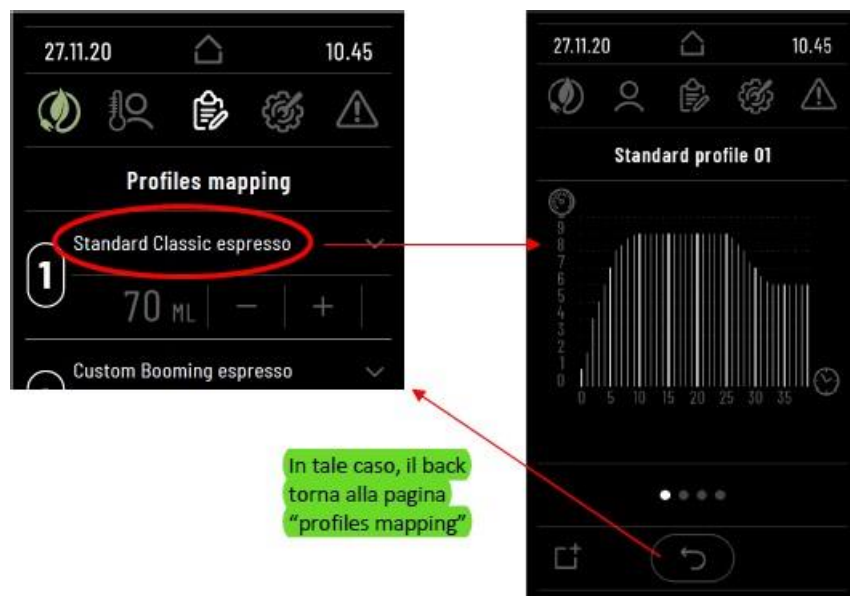 27.11.20 10.45
Profiles mapping
1
Standard Classic espresso
70 ML − +
Custom Booming espresso
27.11.20 10.45
Standard profile 01
9
8
7
6
5
4
3
2
1
0
0 5 10 15 20 25 30 35
In tale caso, il back
torna alla pagina
“profiles mapping”